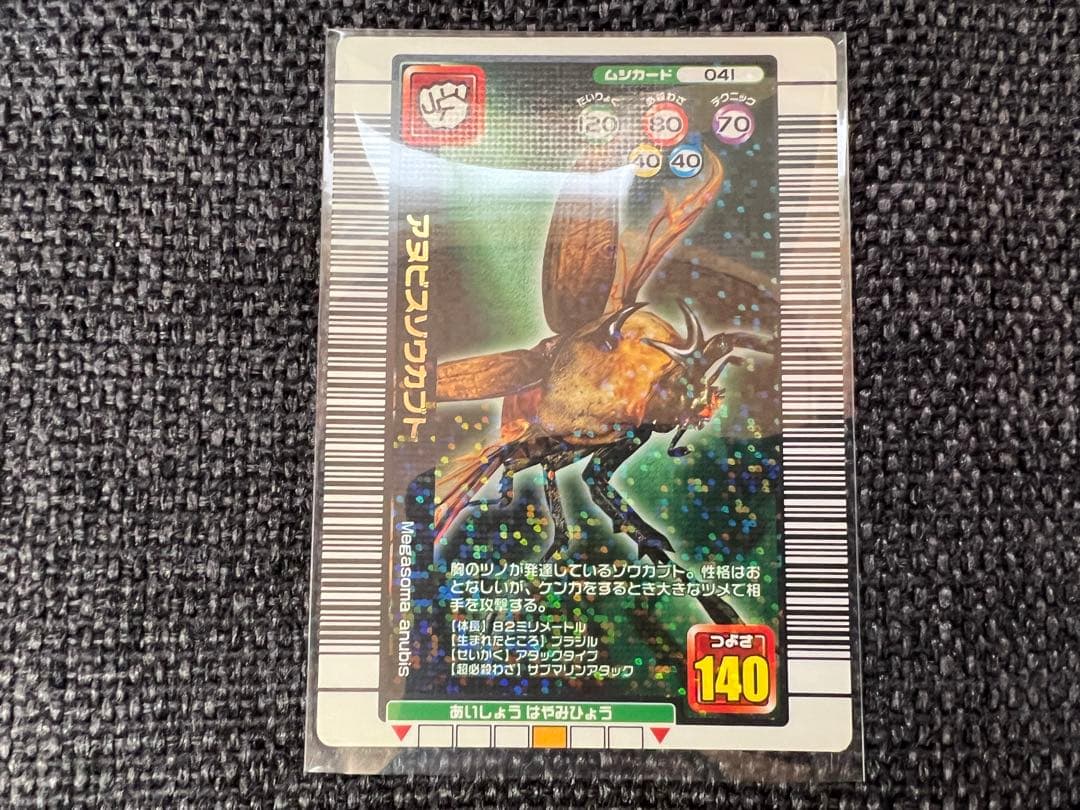 ムシカード 041
たいりょく 必殺わざ テクニック
120 80 70
40 40
アヌビスゾウカブト
Megasoma anubis
胸のツノが発達しているゾウカブト。性格はお
となしいが、ケンカをするとき大きなツメで相
手を攻撃する。
【体長】82ミリメートル
【生まれたところ】ブラジル
【せいかく】アタックタイプ
【超必殺わざ】サブマリンアタック
つよさ
140
あいしょう はやみひょう